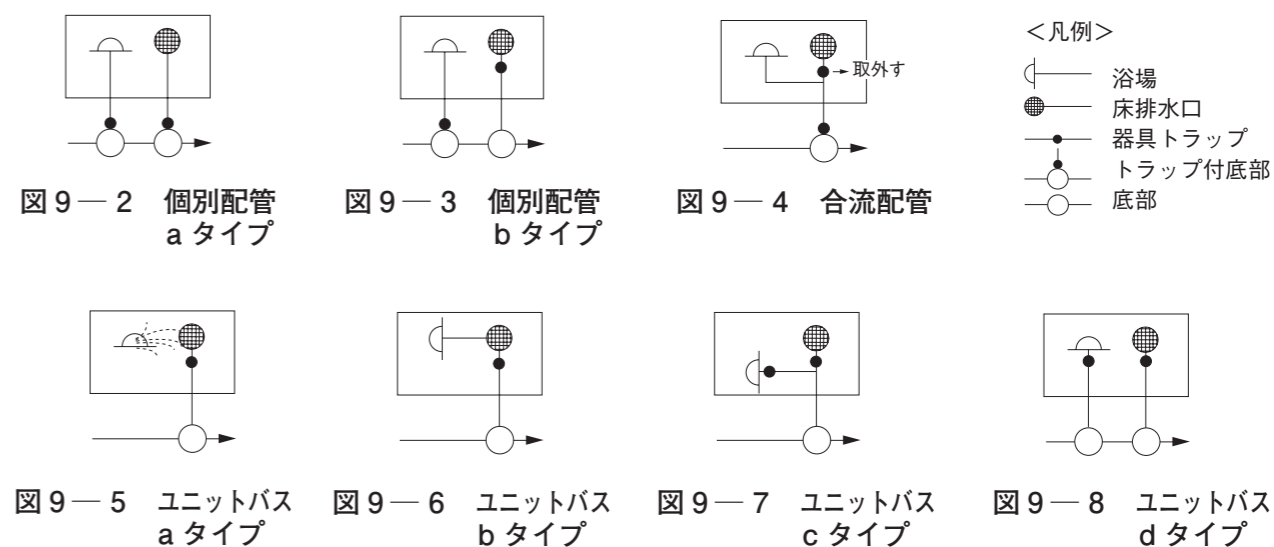 取外す
図9―2 個別配管
aタイプ
図9―3 個別配管
bタイプ
図9―4 合流配管
<凡例>
浴場
床排水口
器具トラップ
トラップ付底部
底部
図9―5 ユニットバス
aタイプ
図9―6 ユニットバス
bタイプ
図9―7 ユニットバス
cタイプ
図9―8 ユニットバス
dタイプ